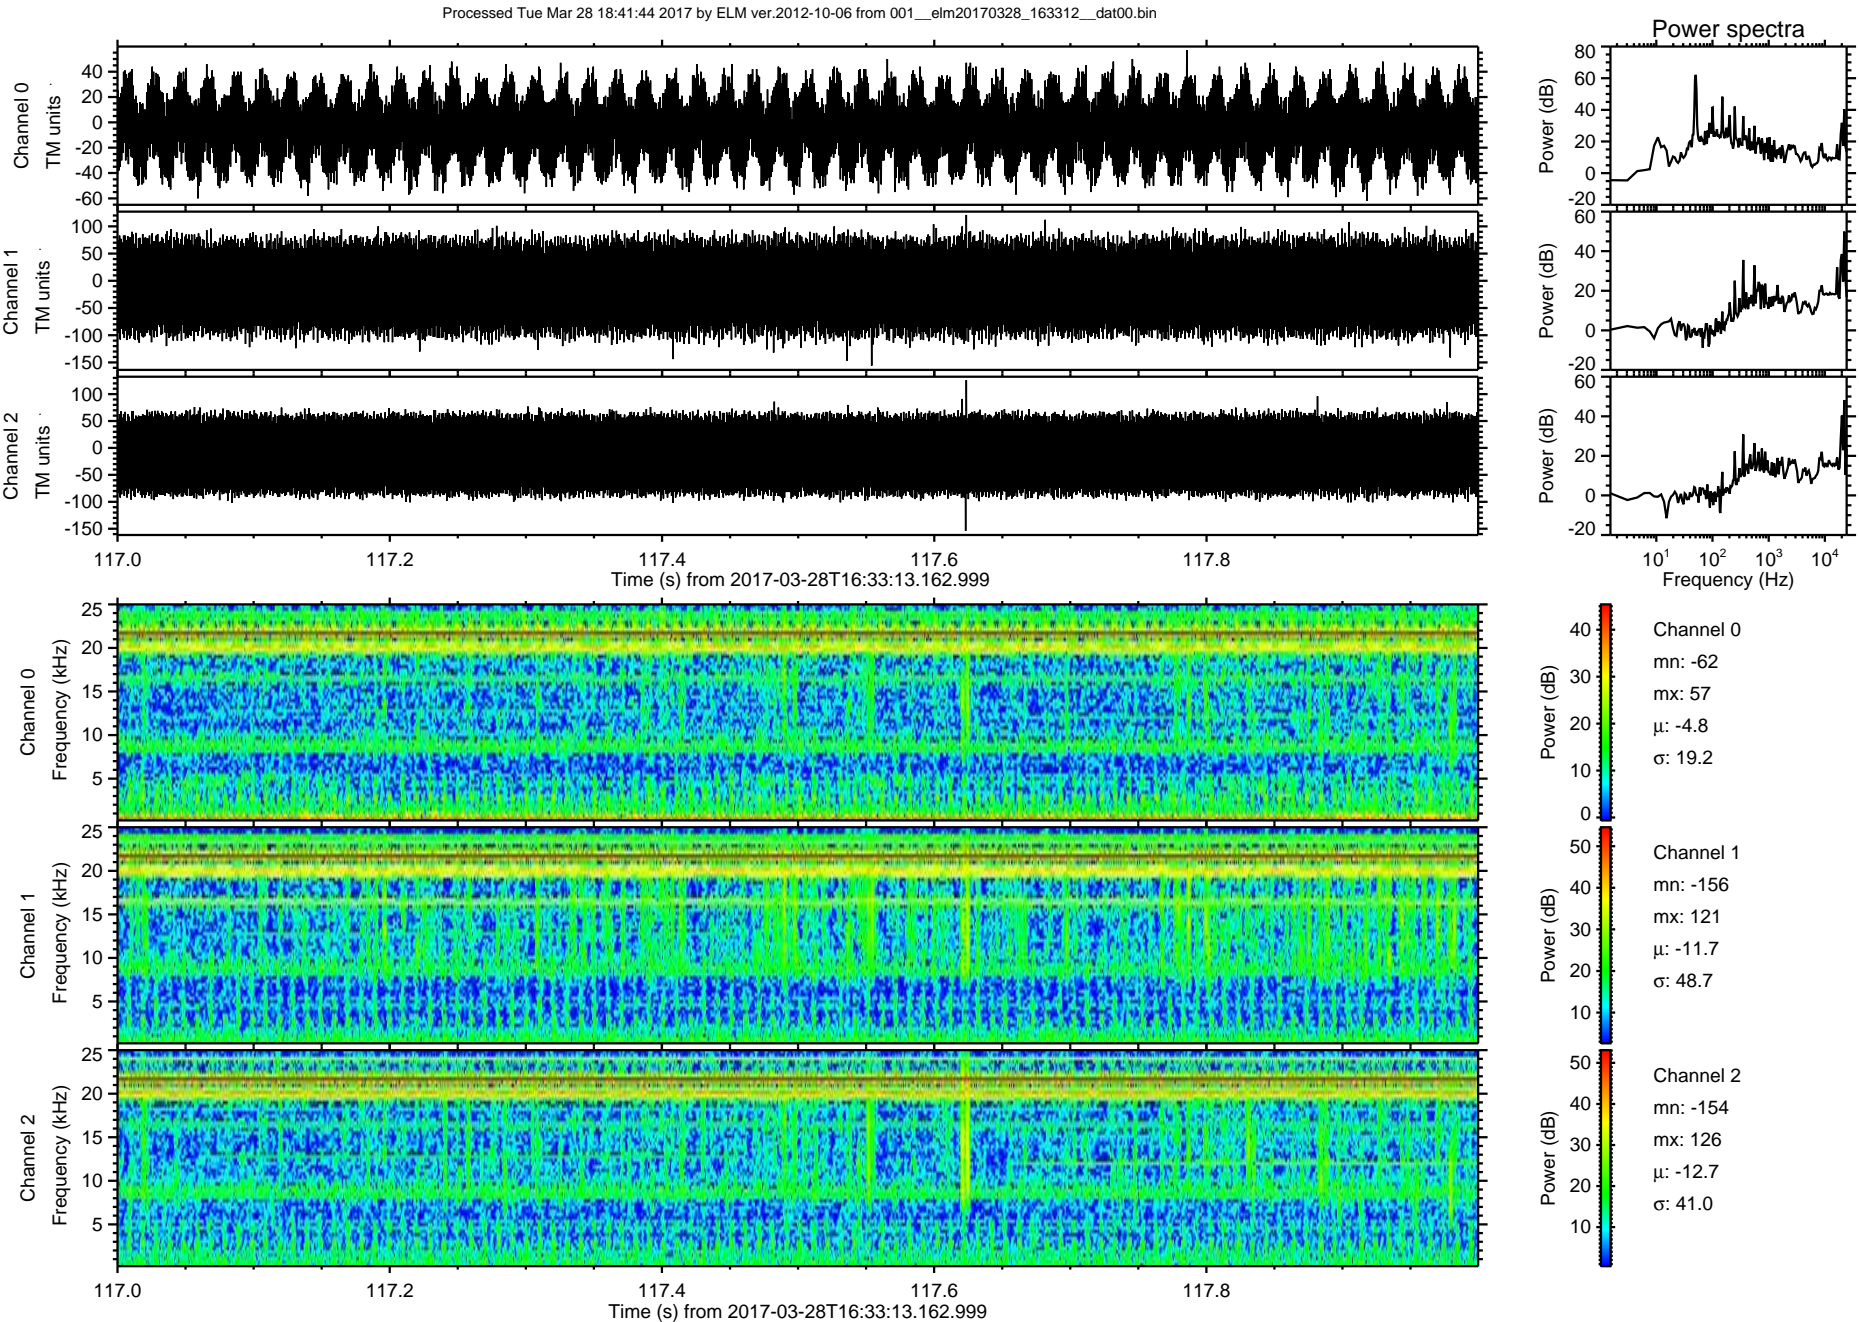 Processed Tue Mar 28 18:41:44 2017 by ELM ver.2012-10-06 from 001__elm20170328_163312__dat00.bin
Power spectra
Channel 0
TM units
40
20
0
-20
-40
-60
Power (dB)
80
60
40
20
0
-20
Channel 1
TM units
100
50
0
-50
-100
-150
Power (dB)
60
40
20
0
-20
Channel 2
TM units
100
50
0
-50
-100
-150
Power (dB)
60
40
20
0
-20
117.0 117.2 117.4 117.6 117.8
Time (s) from 2017-03-28T16:33:13.162.999
10¹ 10² 10³ 10⁴
Frequency (Hz)
Channel 0
Frequency (kHz)
25
20
15
10
5
Power (dB)
40
30
20
10
0
Channel 0
mn: -62
mx: 57
μ: -4.8
σ: 19.2
Channel 1
Frequency (kHz)
25
20
15
10
5
Power (dB)
50
40
30
20
10
Channel 1
mn: -156
mx: 121
μ: -11.7
σ: 48.7
Channel 2
Frequency (kHz)
25
20
15
10
5
Power (dB)
50
40
30
20
10
Channel 2
mn: -154
mx: 126
μ: -12.7
σ: 41.0
117.0 117.2 117.4 117.6 117.8
Time (s) from 2017-03-28T16:33:13.162.999